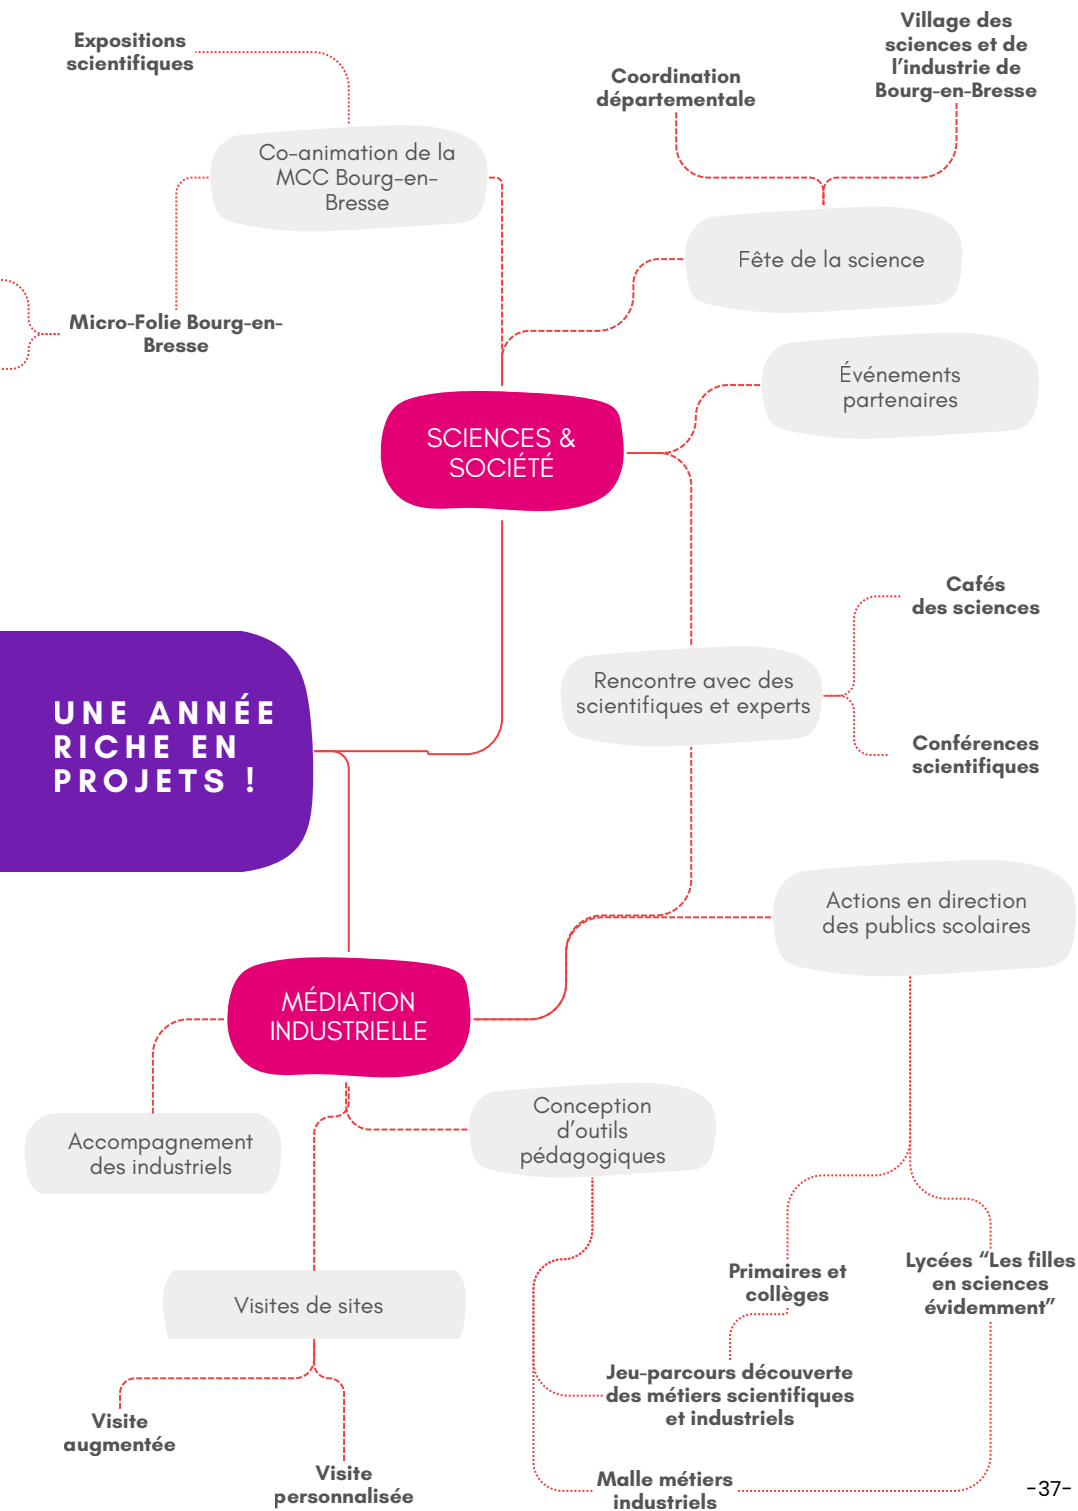 Expositions
scientifiques
Village des
sciences et de
l’industrie de
Bourg-en-Bresse
Coordination
départementale
Co-animation de la
MCC Bourg-en-
Bresse
Fête de la science
Micro-Folie Bourg-en-
Bresse
Événements
partenaires
SCIENCES &
SOCIÉTÉ
Cafés
des sciences
Rencontre avec des
scientifiques et experts
UNE ANNÉE
RICHE EN
PROJETS !
Conférences
scientifiques
Actions en direction
des publics scolaires
MÉDIATION
INDUSTRIELLE
Conception
d’outils
pédagogiques
Accompagnement
des industriels
Primaires et
collèges
Lycées “Les filles
en sciences
évidemment”
Visites de sites
Jeu-parcours découverte
des métiers scientifiques
et industriels
Visite
augmentée
Visite
personnalisée
Malle métiers
industriels
-37-